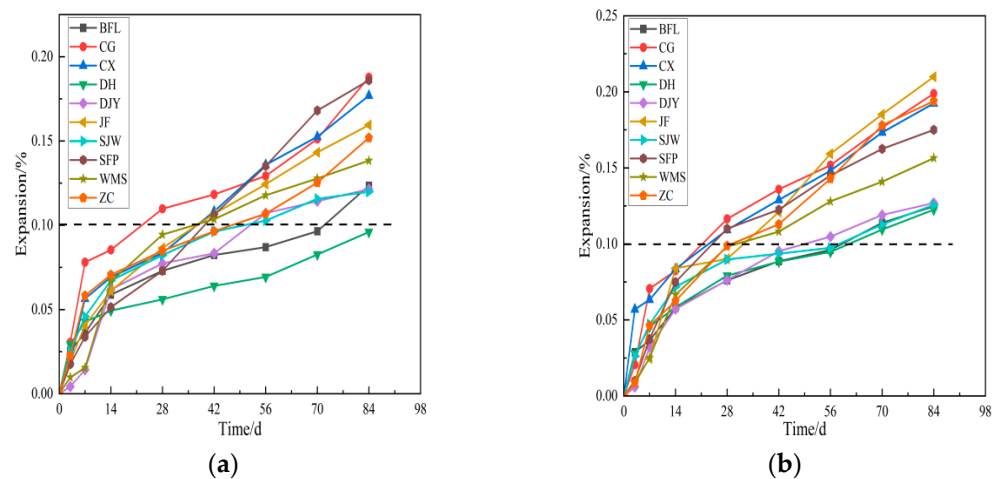 (a)
Expansion/%
0.20
0.15
0.10
0.05
0.00
BFL
CG
CX
DH
DJY
JF
SJW
SFP
WMS
ZC
0 14 28 42 56 70 84 98
Time/d
(b)
Expansion/%
0.25
0.20
0.15
0.10
0.05
0.00
BFL
CG
CX
DH
DJY
JF
SJW
SFP
WMS
ZC
0 14 28 42 56 70 84 98
Time/d